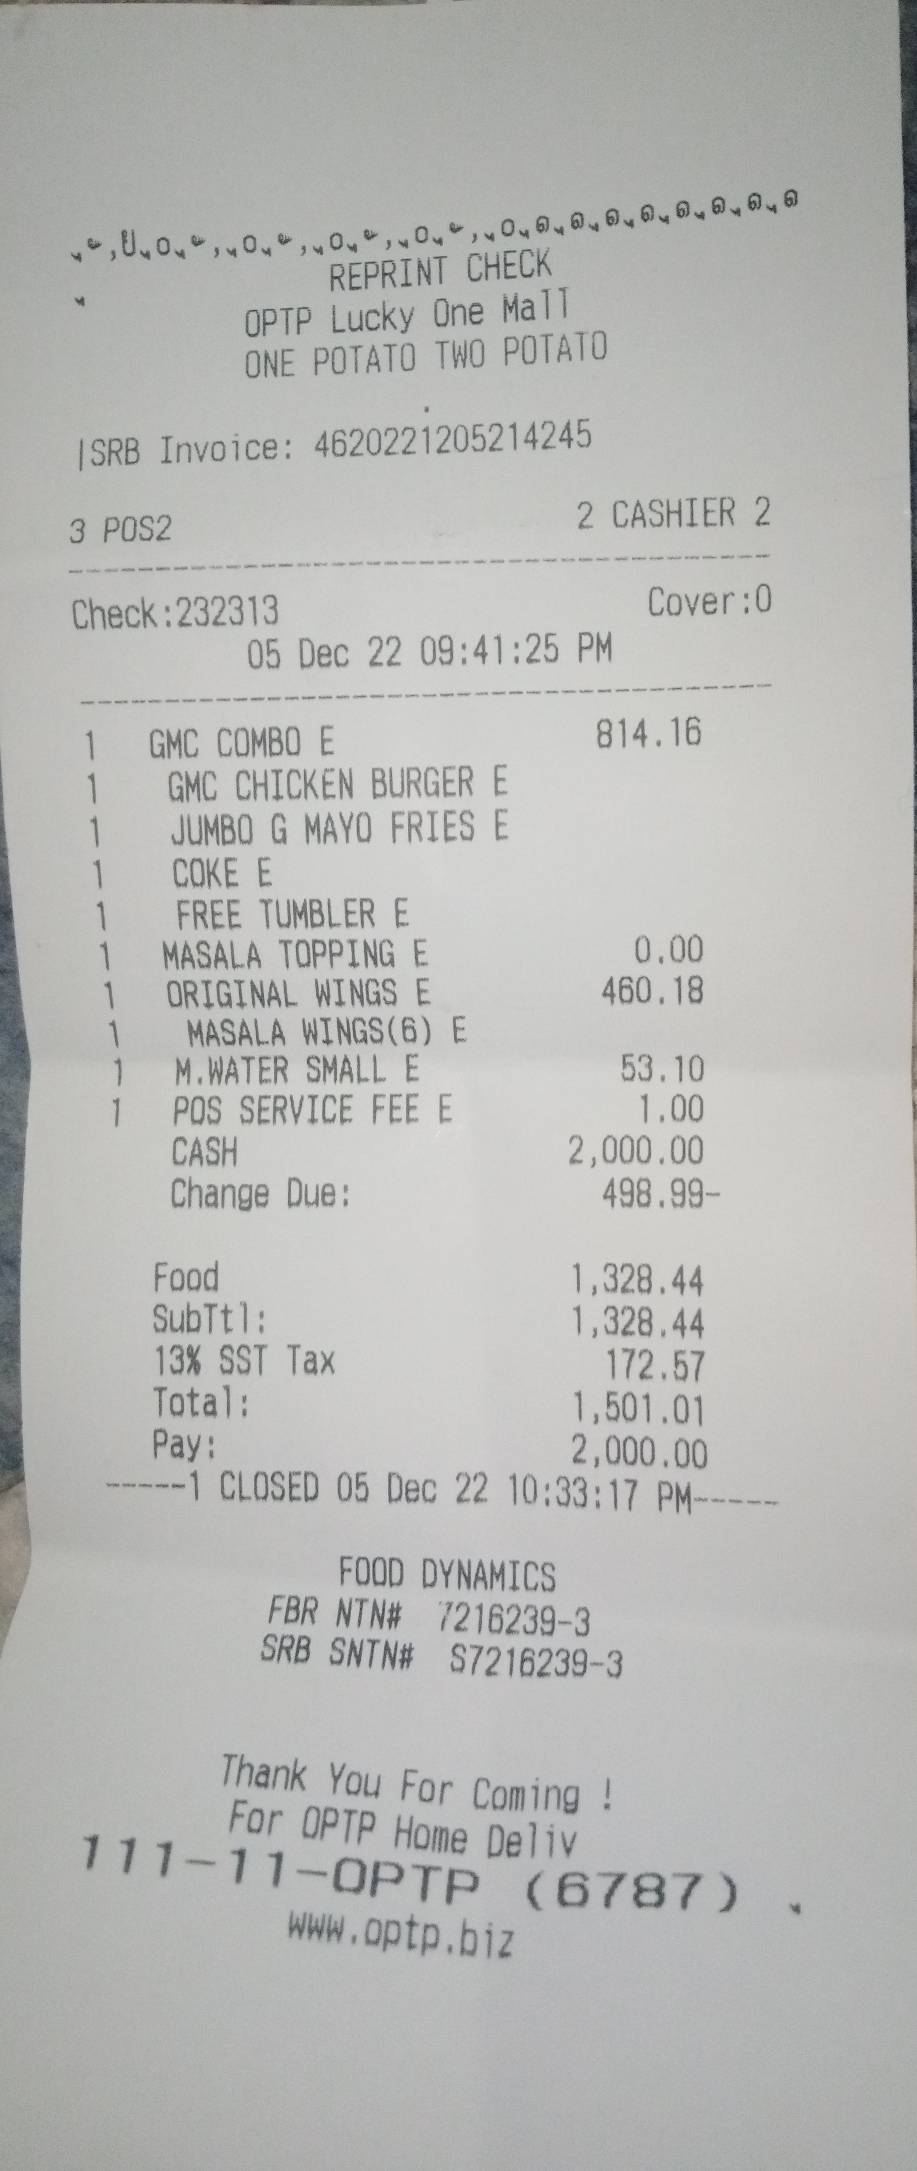 REPRINT CHECK
OPTP Lucky One Mall
ONE POTATO TWO POTATO
|SRB Invoice: 4620221205214245
3 POS2 2 CASHIER 2
--------------------------------
Check:232313 Cover:0
05 Dec 22 09:41:25 PM
--------------------------------
1 GMC COMBO E 814.16
1 GMC CHICKEN BURGER E
1 JUMBO G MAYO FRIES E
1 COKE E
1 FREE TUMBLER E
1 MASALA TOPPING E 0.00
1 ORIGINAL WINGS E 460.18
1 MASALA WINGS(6) E
1 M.WATER SMALL E 53.10
1 POS SERVICE FEE E 1.00
CASH 2,000.00
Change Due: 498.99-
Food 1,328.44
SubTtl: 1,328.44
13% SST Tax 172.57
Total: 1,501.01
Pay: 2,000.00
-----1 CLOSED 05 Dec 22 10:33:17 PM-----
FOOD DYNAMICS
FBR NTN# 7216239-3
SRB SNTN# S7216239-3
Thank You For Coming !
For OPTP Home Deliv
111-11-OPTP (6787) .
www.optp.biz